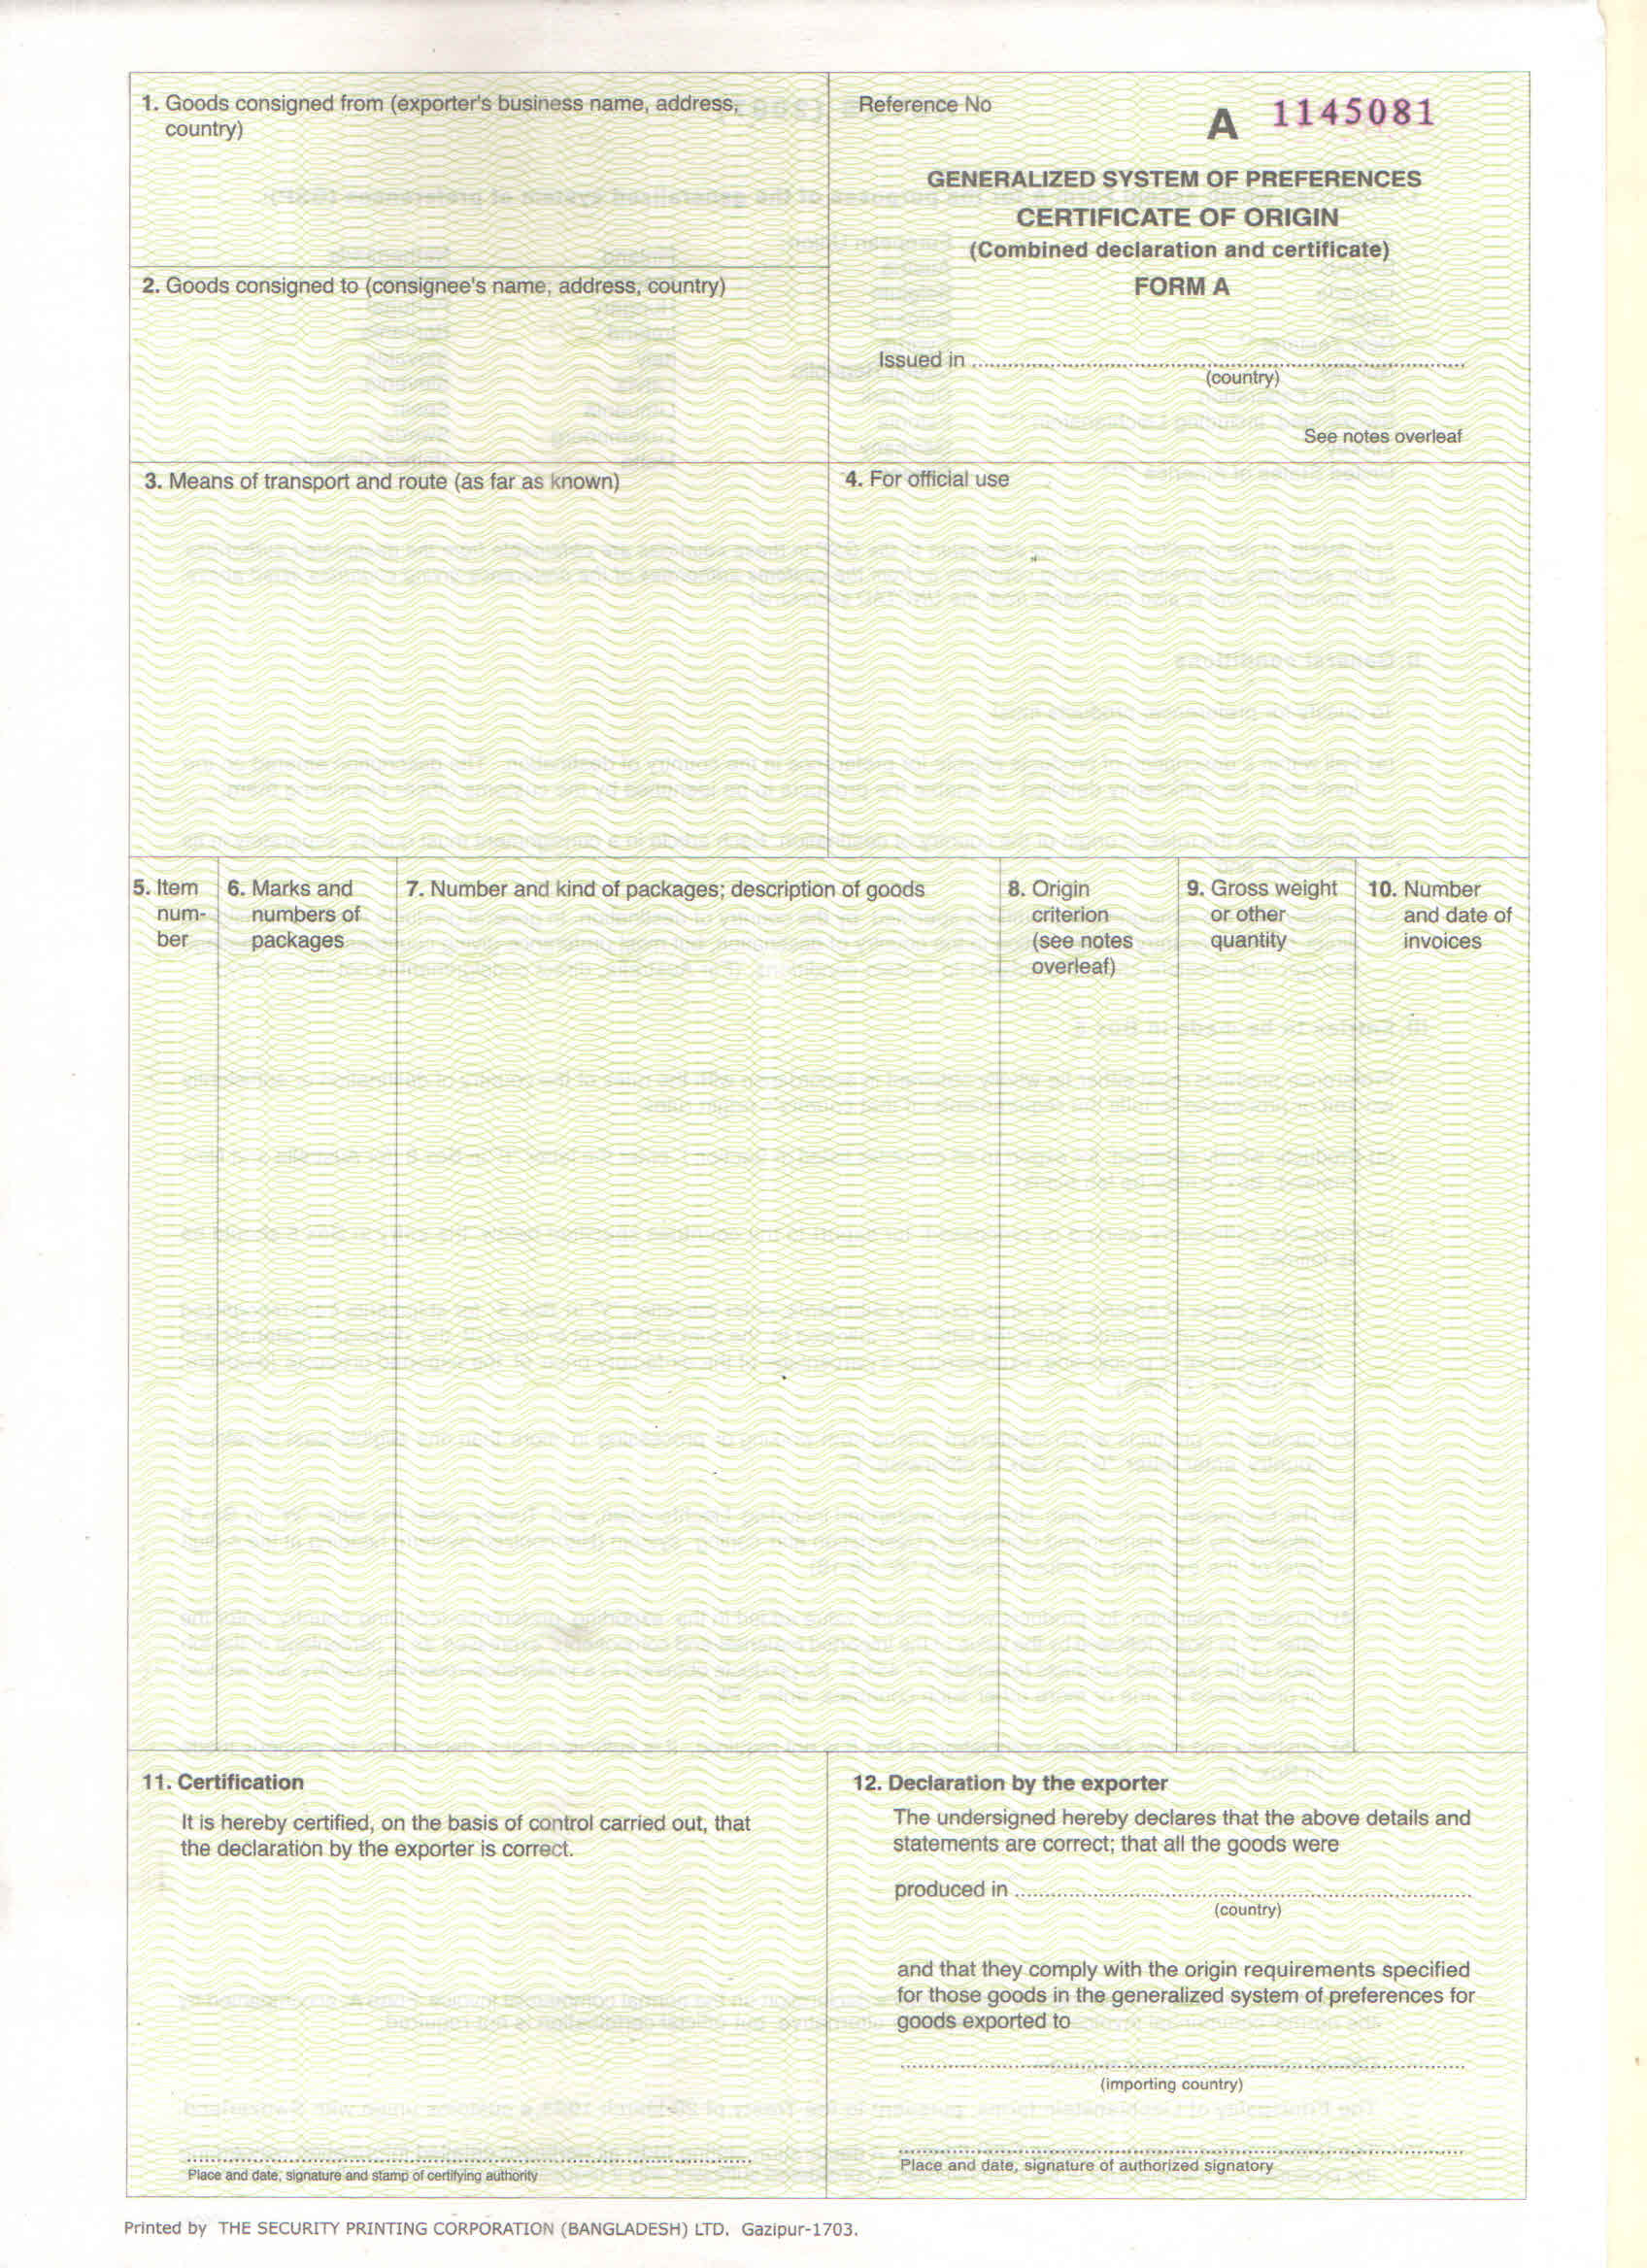 1. Goods consigned from (exporter's business name, address,
country)
Reference No
A 1145081
GENERALIZED SYSTEM OF PREFERENCES
CERTIFICATE OF ORIGIN
(Combined declaration and certificate)
FORM A
2. Goods consigned to (consignee's name, address, country)
Issued in ........................................
(country)
See notes overleaf
3. Means of transport and route (as far as known)
4. For official use
5. Item
num-
ber
6. Marks and
numbers of
packages
7. Number and kind of packages; description of goods
8. Origin
criterion
(see notes
overleaf)
9. Gross weight
or other
quantity
10. Number
and date of
invoices
11. Certification
It is hereby certified, on the basis of control carried out, that
the declaration by the exporter is correct.
Place and date, signature and stamp of certifying authority
12. Declaration by the exporter
The undersigned hereby declares that the above details and
statements are correct; that all the goods were
produced in ........................................
(country)
and that they comply with the origin requirements specified
for those goods in the generalized system of preferences for
goods exported to
(importing country)
Place and date, signature of authorized signatory
Printed by THE SECURITY PRINTING CORPORATION (BANGLADESH) LTD. Gazipur-1703.